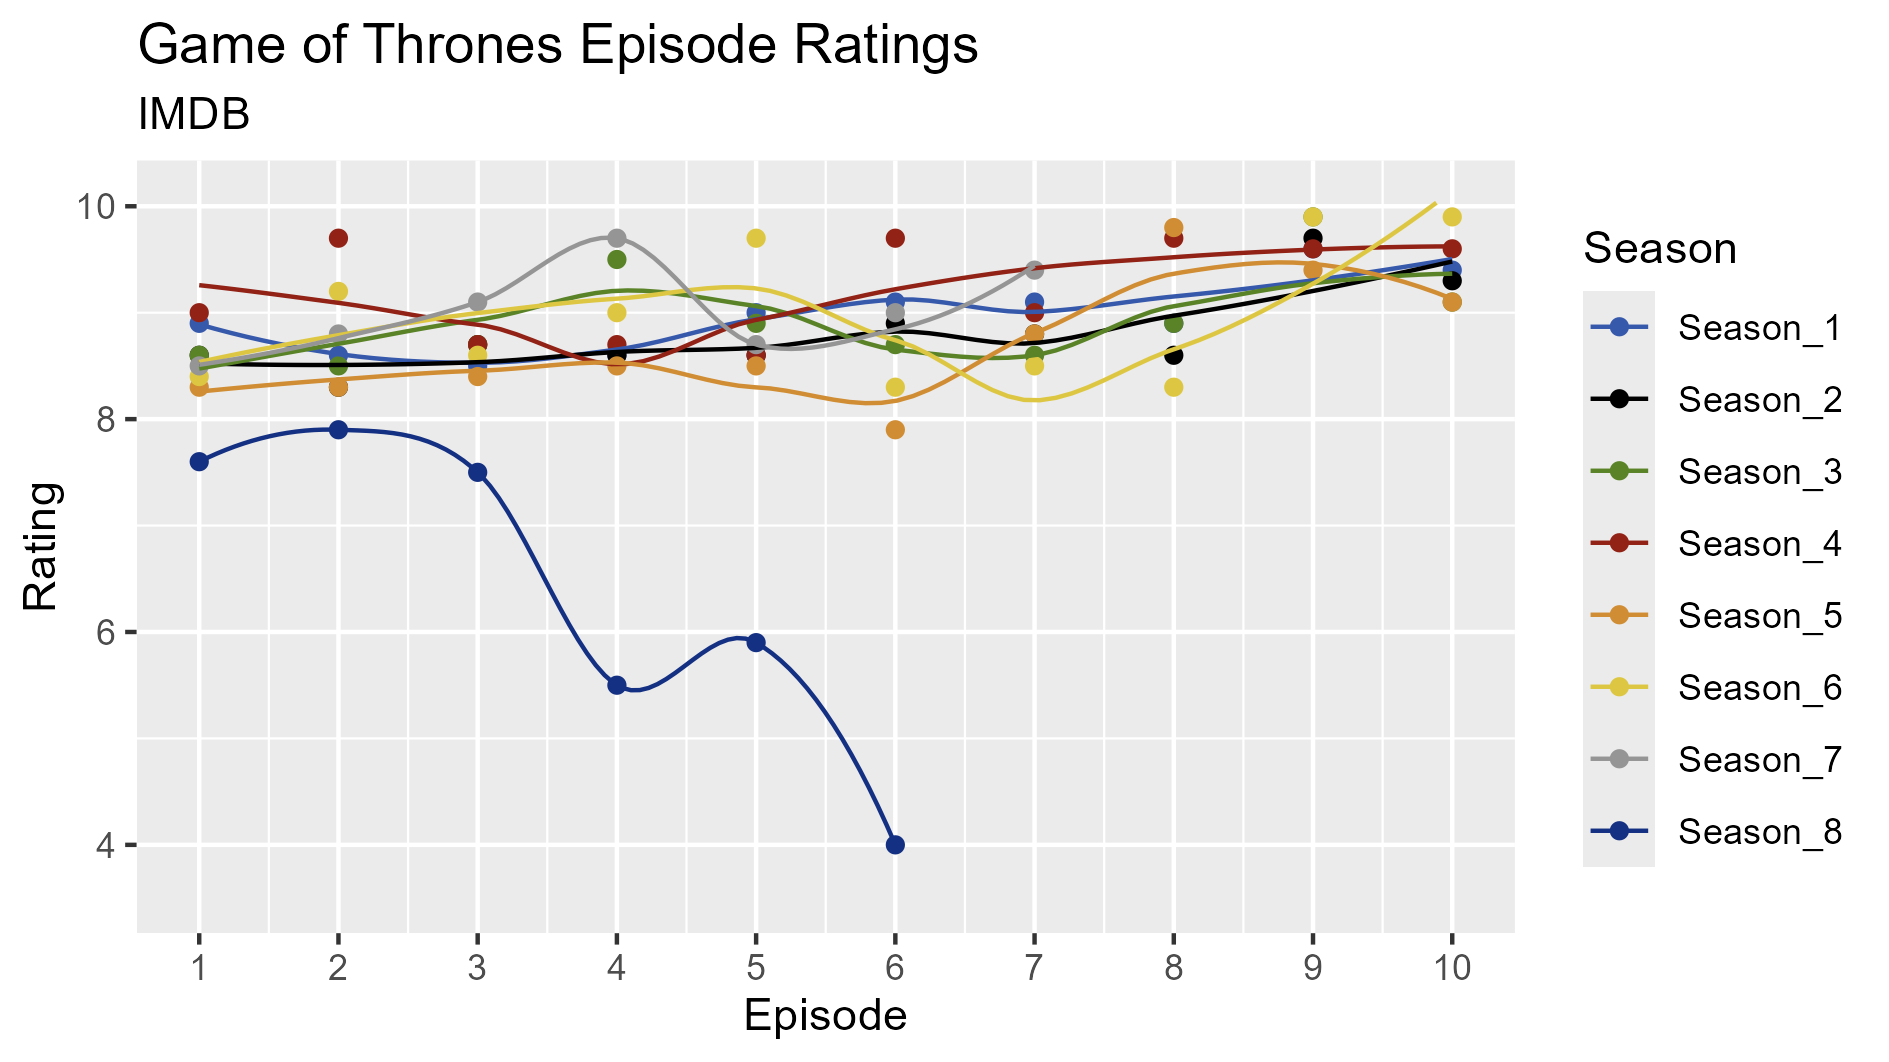 Game of Thrones Episode Ratings
IMDB
Rating
10
8
6
4
1 2 3 4 5 6 7 8 9 10
Episode
Season
Season_1
Season_2
Season_3
Season_4
Season_5
Season_6
Season_7
Season_8